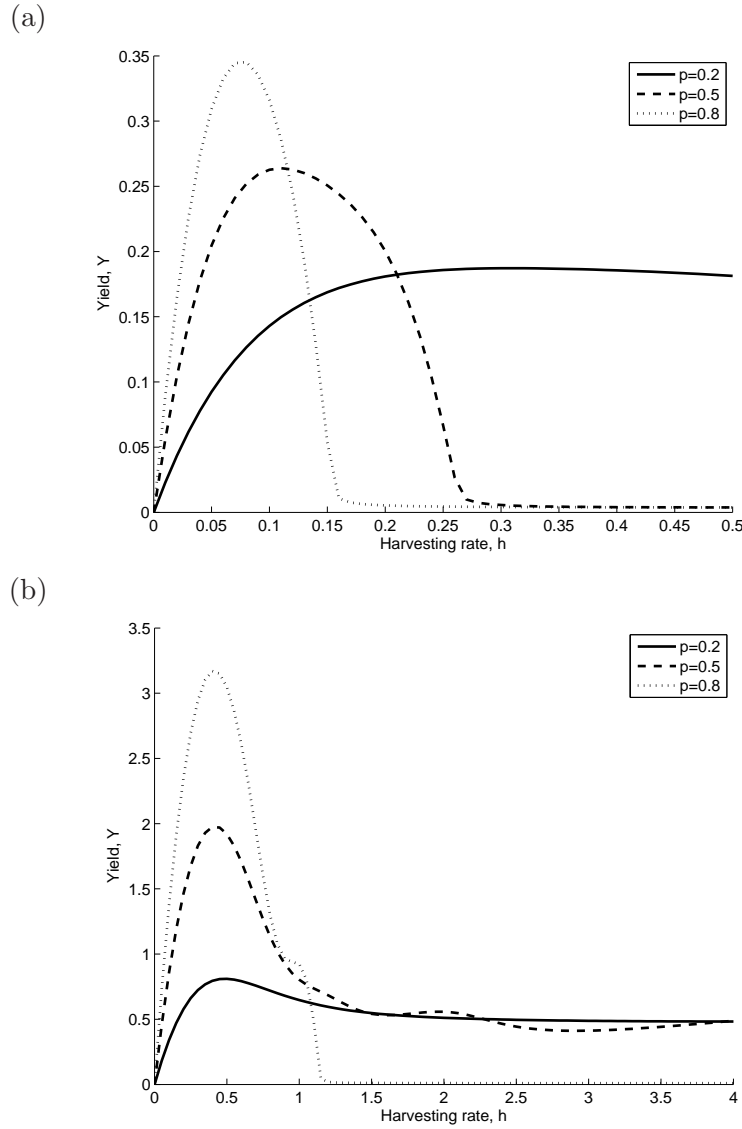 (a)
0.35
0.3
0.25
0.2
0.15
0.1
0.05
0
Yield, Y
p=0.2
p=0.5
p=0.8
0 0.05 0.1 0.15 0.2 0.25 0.3 0.35 0.4 0.45 0.5
Harvesting rate, h
(b)
3.5
3
2.5
2
1.5
1
0.5
0
Yield, Y
p=0.2
p=0.5
p=0.8
0 0.5 1 1.5 2 2.5 3 3.5 4
Harvesting rate, h